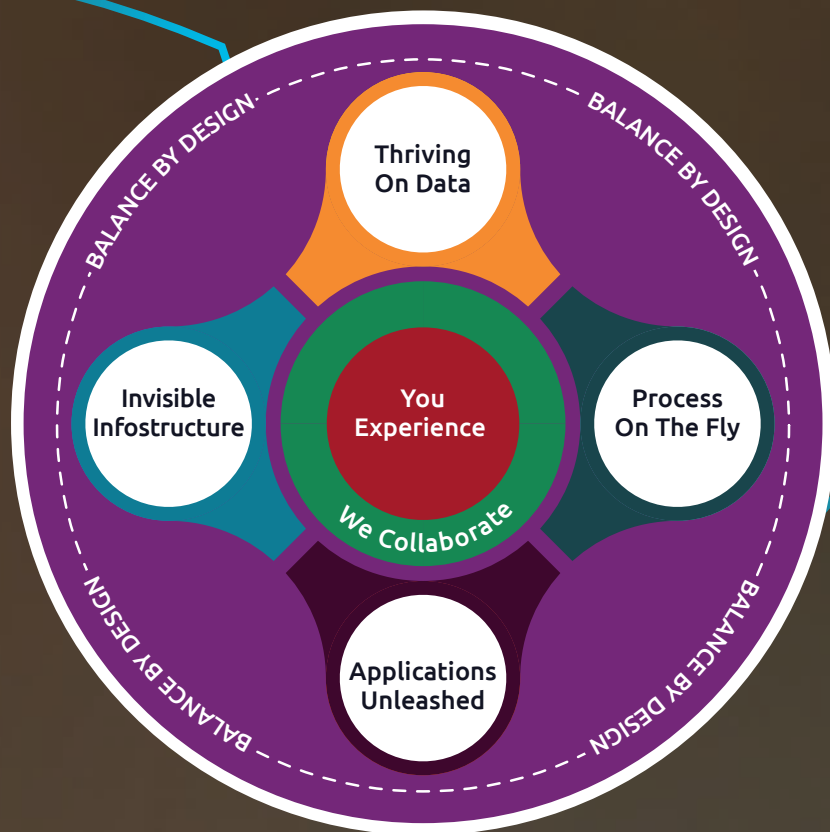 BALANCE BY DESIGN
BALANCE BY DESIGN
Thriving
On Data
Invisible
Infostructure
You
Experience
Process
On The Fly
We Collaborate
Applications
Unleashed
BALANCE BY DESIGN
BALANCE BY DESIGN